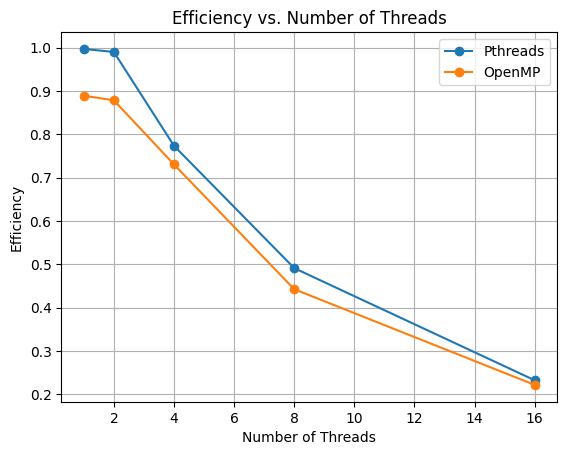 Efficiency vs. Number of Threads
Pthreads
OpenMP
Efficiency
1.0
0.9
0.8
0.7
0.6
0.5
0.4
0.3
0.2
2 4 6 8 10 12 14 16
Number of Threads